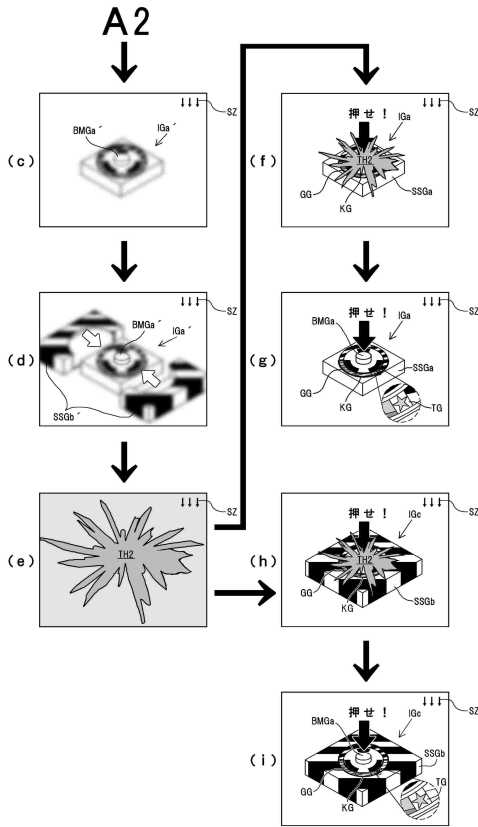 A2
(c)
BMGa´
IGa´
SZ
(d)
BMGa´
IGa´
SZ
SSGb´
(e)
TH2
SZ
(f)
押せ！
IGa
SZ
TH2
GG
KG
SSGa
(g)
押せ！
BMGa
IGa
SZ
SSGa
GG
KG
TG
(h)
押せ！
IGc
SZ
TH2
GG
KG
SSGb
(i)
押せ！
BMGa
IGc
SZ
SSGb
TG
GG
KG